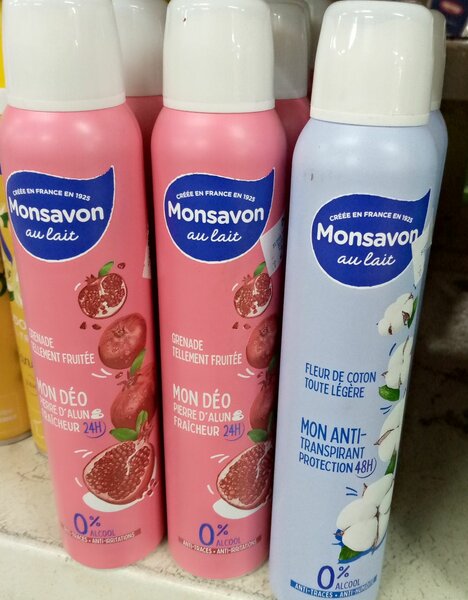 CRÉÉE EN FRANCE EN 1925
Monsavon
au lait
GRENADE
TELLEMENT FRUITÉE
MON DÉO
PIERRE D'ALUN
FRAÎCHEUR 24H
0%
ALCOOL
ANTI-TRACES • ANTI-IRRITATIONS
CRÉÉE EN FRANCE EN 1925
Monsavon
au lait
GRENADE
TELLEMENT FRUITÉE
MON DÉO
PIERRE D'ALUN
FRAÎCHEUR 24H
0%
ALCOOL
ANTI-TRACES • ANTI-IRRITATIONS
CRÉÉE EN FRANCE EN 1925
Monsavon
au lait
FLEUR DE COTON
TOUTE LÉGÈRE
MON ANTI-
TRANSPIRANT
PROTECTION 48H
0%
ALCOOL
ANTI-TRACES